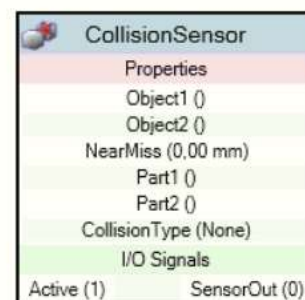 CollisionSensor
Properties
Object1 ()
Object2 ()
NearMiss (0,00 mm)
Part1 ()
Part2 ()
CollisionType (None)
I/O Signals
Active (1) SensorOut (0)